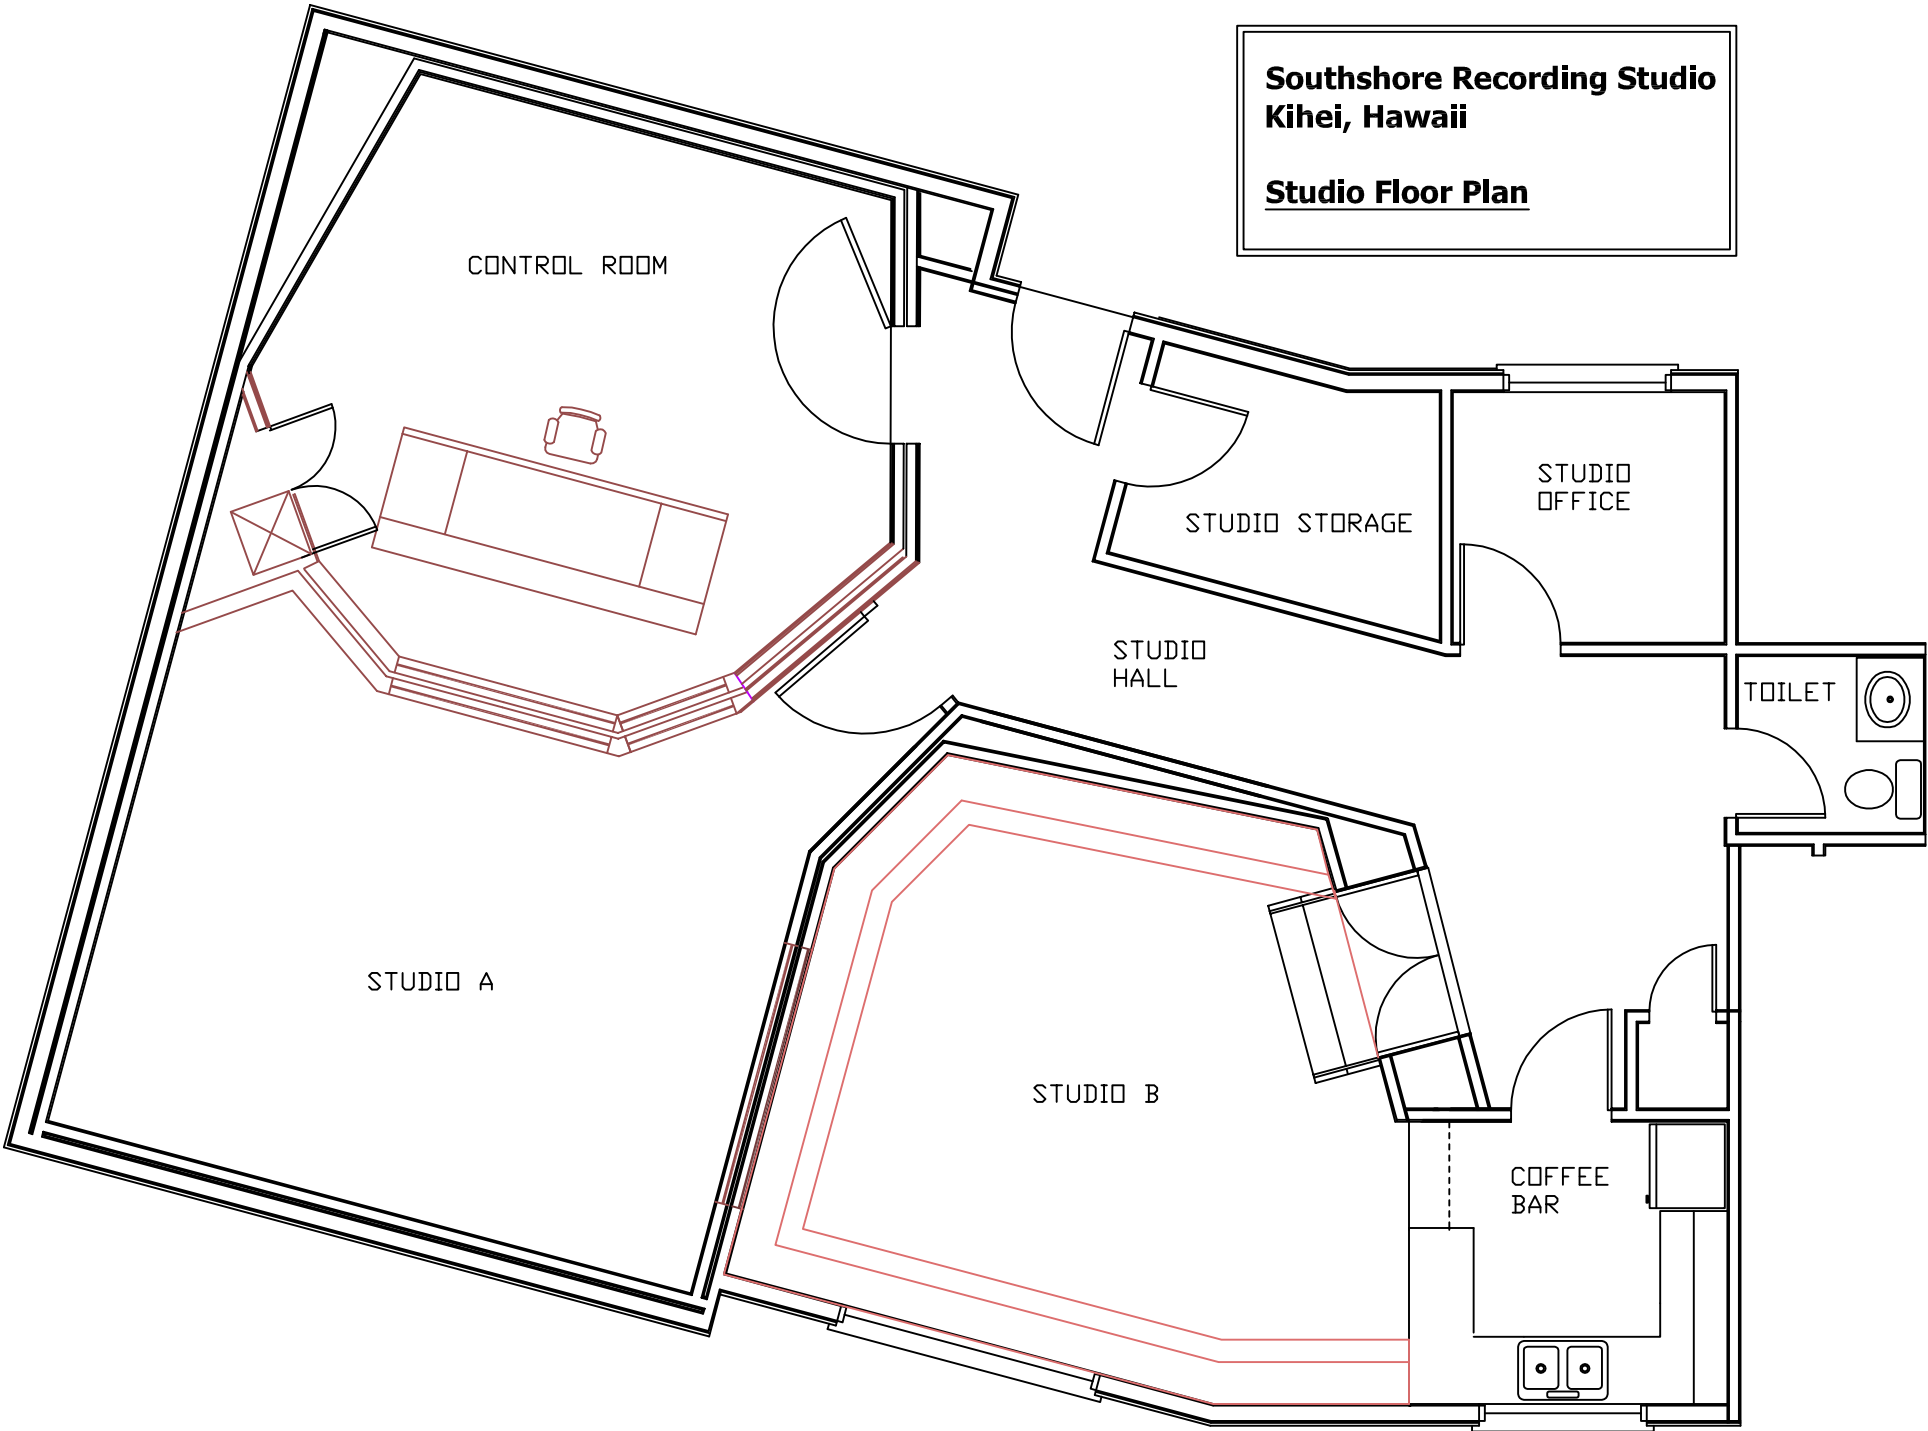 Southshore Recording Studio
Kihei, Hawaii
Studio Floor Plan
CONTROL ROOM
STUDIO
OFFICE
STUDIO STORAGE
STUDIO
HALL
TOILET
STUDIO A
STUDIO B
COFFEE
BAR